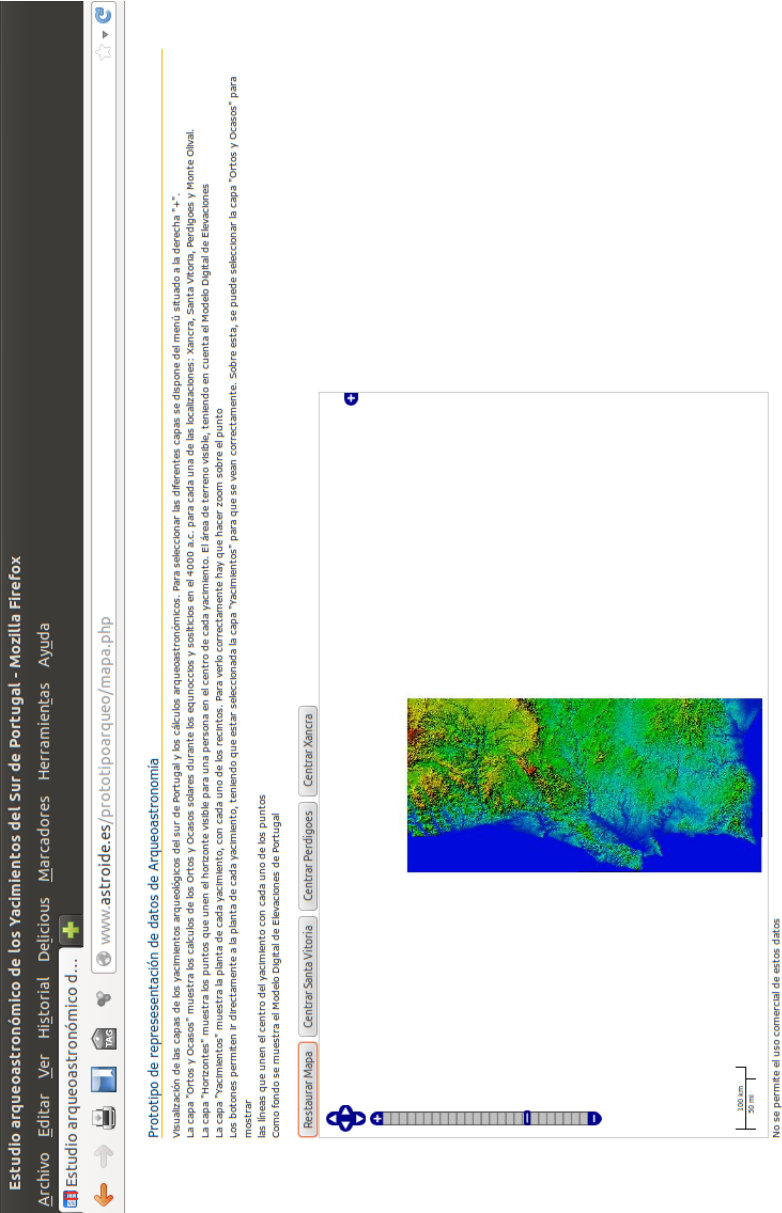 Estudio arqueoastronómico de los Yacimientos del Sur de Portugal - Mozilla Firefox
Archivo Editar Ver Historial Delicious Marcadores Herramientas Ayuda
Estudio arqueoastronómico d...
TAG
www.astroide.es/prototipoarqueo/mapa.php
Prototipo de represesentación de datos de Arqueoastronomía
Visualización de las capas de los yacimientos arqueológicos del sur de Portugal y los cálculos arqueoastronómicos. Para seleccionar las diferentes capas se dispone del menú situado a la derecha "+".
La capa "Ortos y Ocasos" muestra los calculos de los Ortos y Ocasos solares durante los equnoccios y soslticios en el 4000 a.c. para cada una de las localizaciones: Xancra, Santa Vitoria, Perdigoes y Monte Olival.
La capa "Horizontes" muestra los puntos que unen el horizonte visible para una persona en el centro de cada yacimiento. El área de terreno visible, teniendo en cuenta el Modelo Digital de Elevaciones
La capa "Yacimientos" muestra la planta de cada yacimiento, con cada uno de los recintos. Para verlo correctamente hay que hacer zoom sobre el punto
Los botones permiten ir directamente a la planta de cada yacimiento, teniendo que estar seleccionada la capa "Yacimientos" para que se vean correctamente. Sobre esta, se puede seleccionar la capa "Ortos y Ocasos" para
mostrar
las líneas que unen el centro del yacimiento con cada uno de los puntos
Como fondo se muestra el Modelo Digital de Elevaciones de Portugal
Restaurar Mapa Centrar Santa Vitoria Centrar Perdigoes Centrar Xancra
100 km
50 mi
No se permite el uso comercial de estos datos